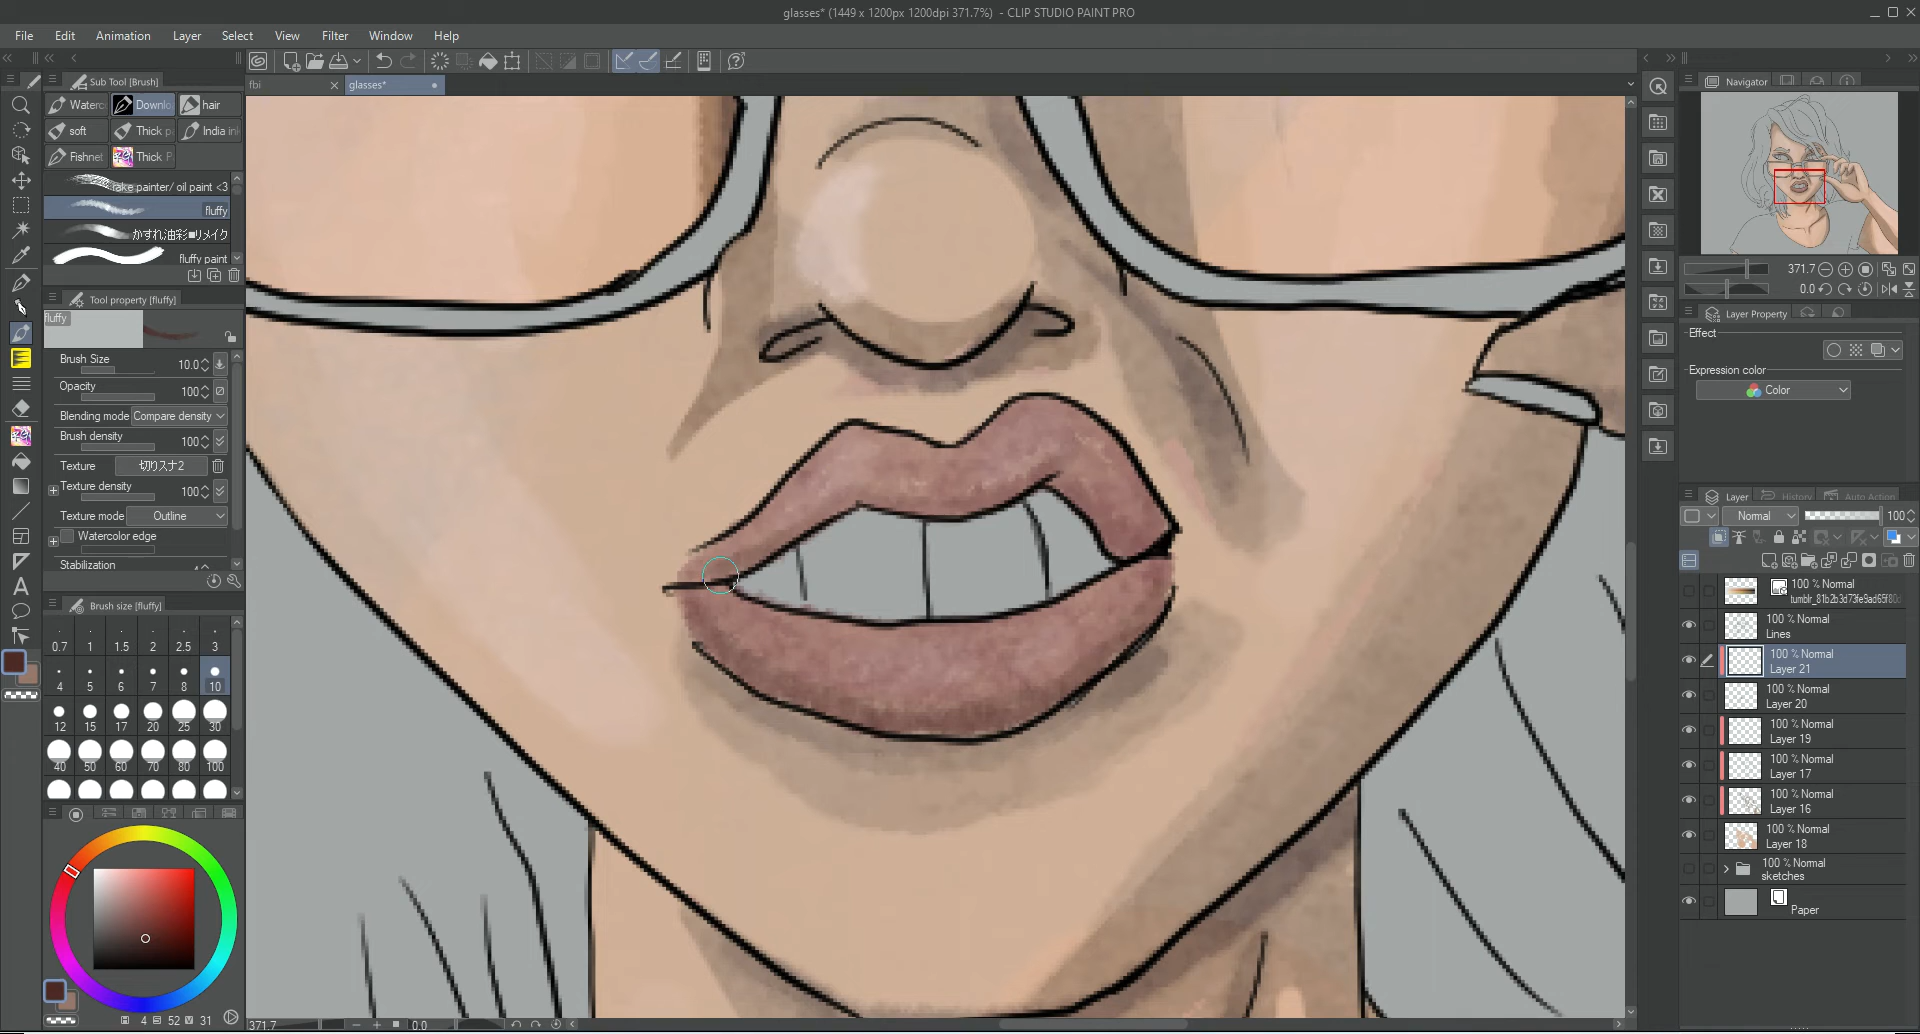 glasses* (1449 x 1200px 1200dpi 371.7%) - CLIP STUDIO PAINT PRO
File Edit Animation Layer Select View Filter Window Help
Sub Tool [Brush]
fbi
glasses*
Navigator
Waterc
Downlo
hair
soft
Thick p
India in
Fishnet
Thick P
rake painter/ oil paint <3
fluffy
かすれ油彩■リメイク
fluffy paint
Tool property [fluffy]
fluffy
Brush Size 10.0
Opacity 100
Blending mode Compare density
Brush density 100
Texture 切りスナ2
Texture density 100
Texture mode Outline
Watercolor edge
Stabilization
Brush size [fluffy]
0.7 1 1.5 2 2.5 3
4 5 6 7 8 10
12 15 17 20 25 30
40 50 60 70 80 100
4 52 V 31
371.7
0.0
371.7
0.0
Layer Property
Effect
Expression color
Color
Layer History Auto Action
Normal 100
100 % Normal
100 % Normal
Lines
100 % Normal
Layer 21
100 % Normal
Layer 20
100 % Normal
Layer 19
100 % Normal
Layer 17
100 % Normal
Layer 16
100 % Normal
Layer 18
100 % Normal
sketches
Paper